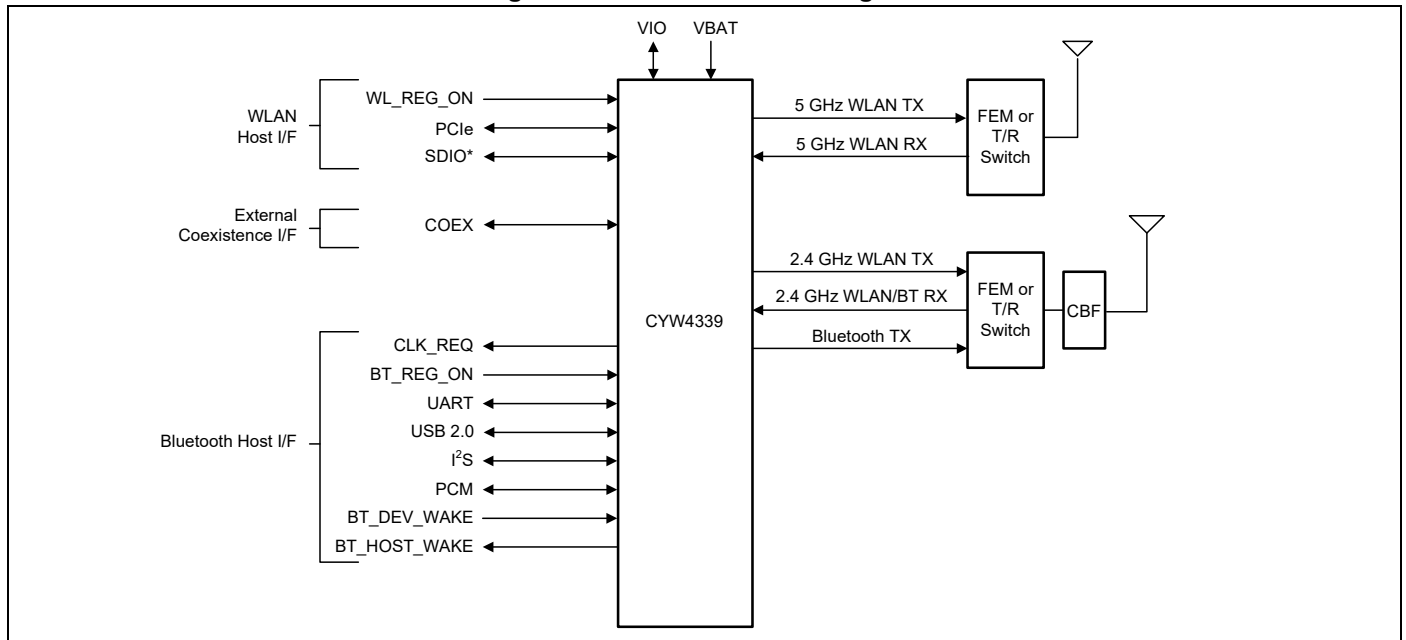 VIO VBAT
WLAN
Host I/F
WL_REG_ON
PCIe
SDIO*
External
Coexistence I/F
COEX
Bluetooth Host I/F
CLK_REQ
BT_REG_ON
UART
USB 2.0
I²S
PCM
BT_DEV_WAKE
BT_HOST_WAKE
CYW4339
5 GHz WLAN TX
5 GHz WLAN RX
FEM or
T/R
Switch
2.4 GHz WLAN TX
2.4 GHz WLAN/BT RX
Bluetooth TX
FEM or
T/R
Switch
CBF